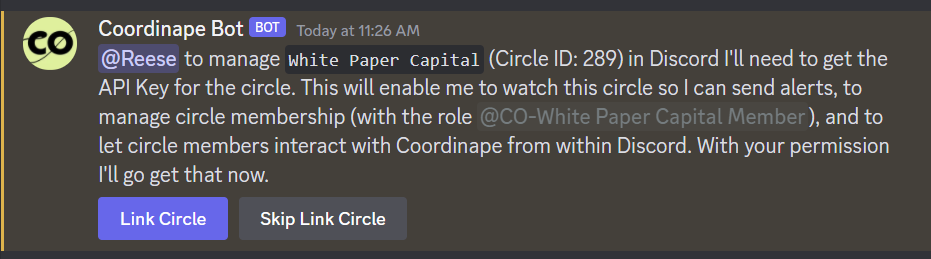 CO Coordinape Bot BOT Today at 11:26 AM
@Reese to manage White Paper Capital (Circle ID: 289) in Discord I'll need to get the
API Key for the circle. This will enable me to watch this circle so I can send alerts, to
manage circle membership (with the role @CO-White Paper Capital Member), and to
let circle members interact with Coordinape from within Discord. With your permission
I'll go get that now.
Link Circle Skip Link Circle